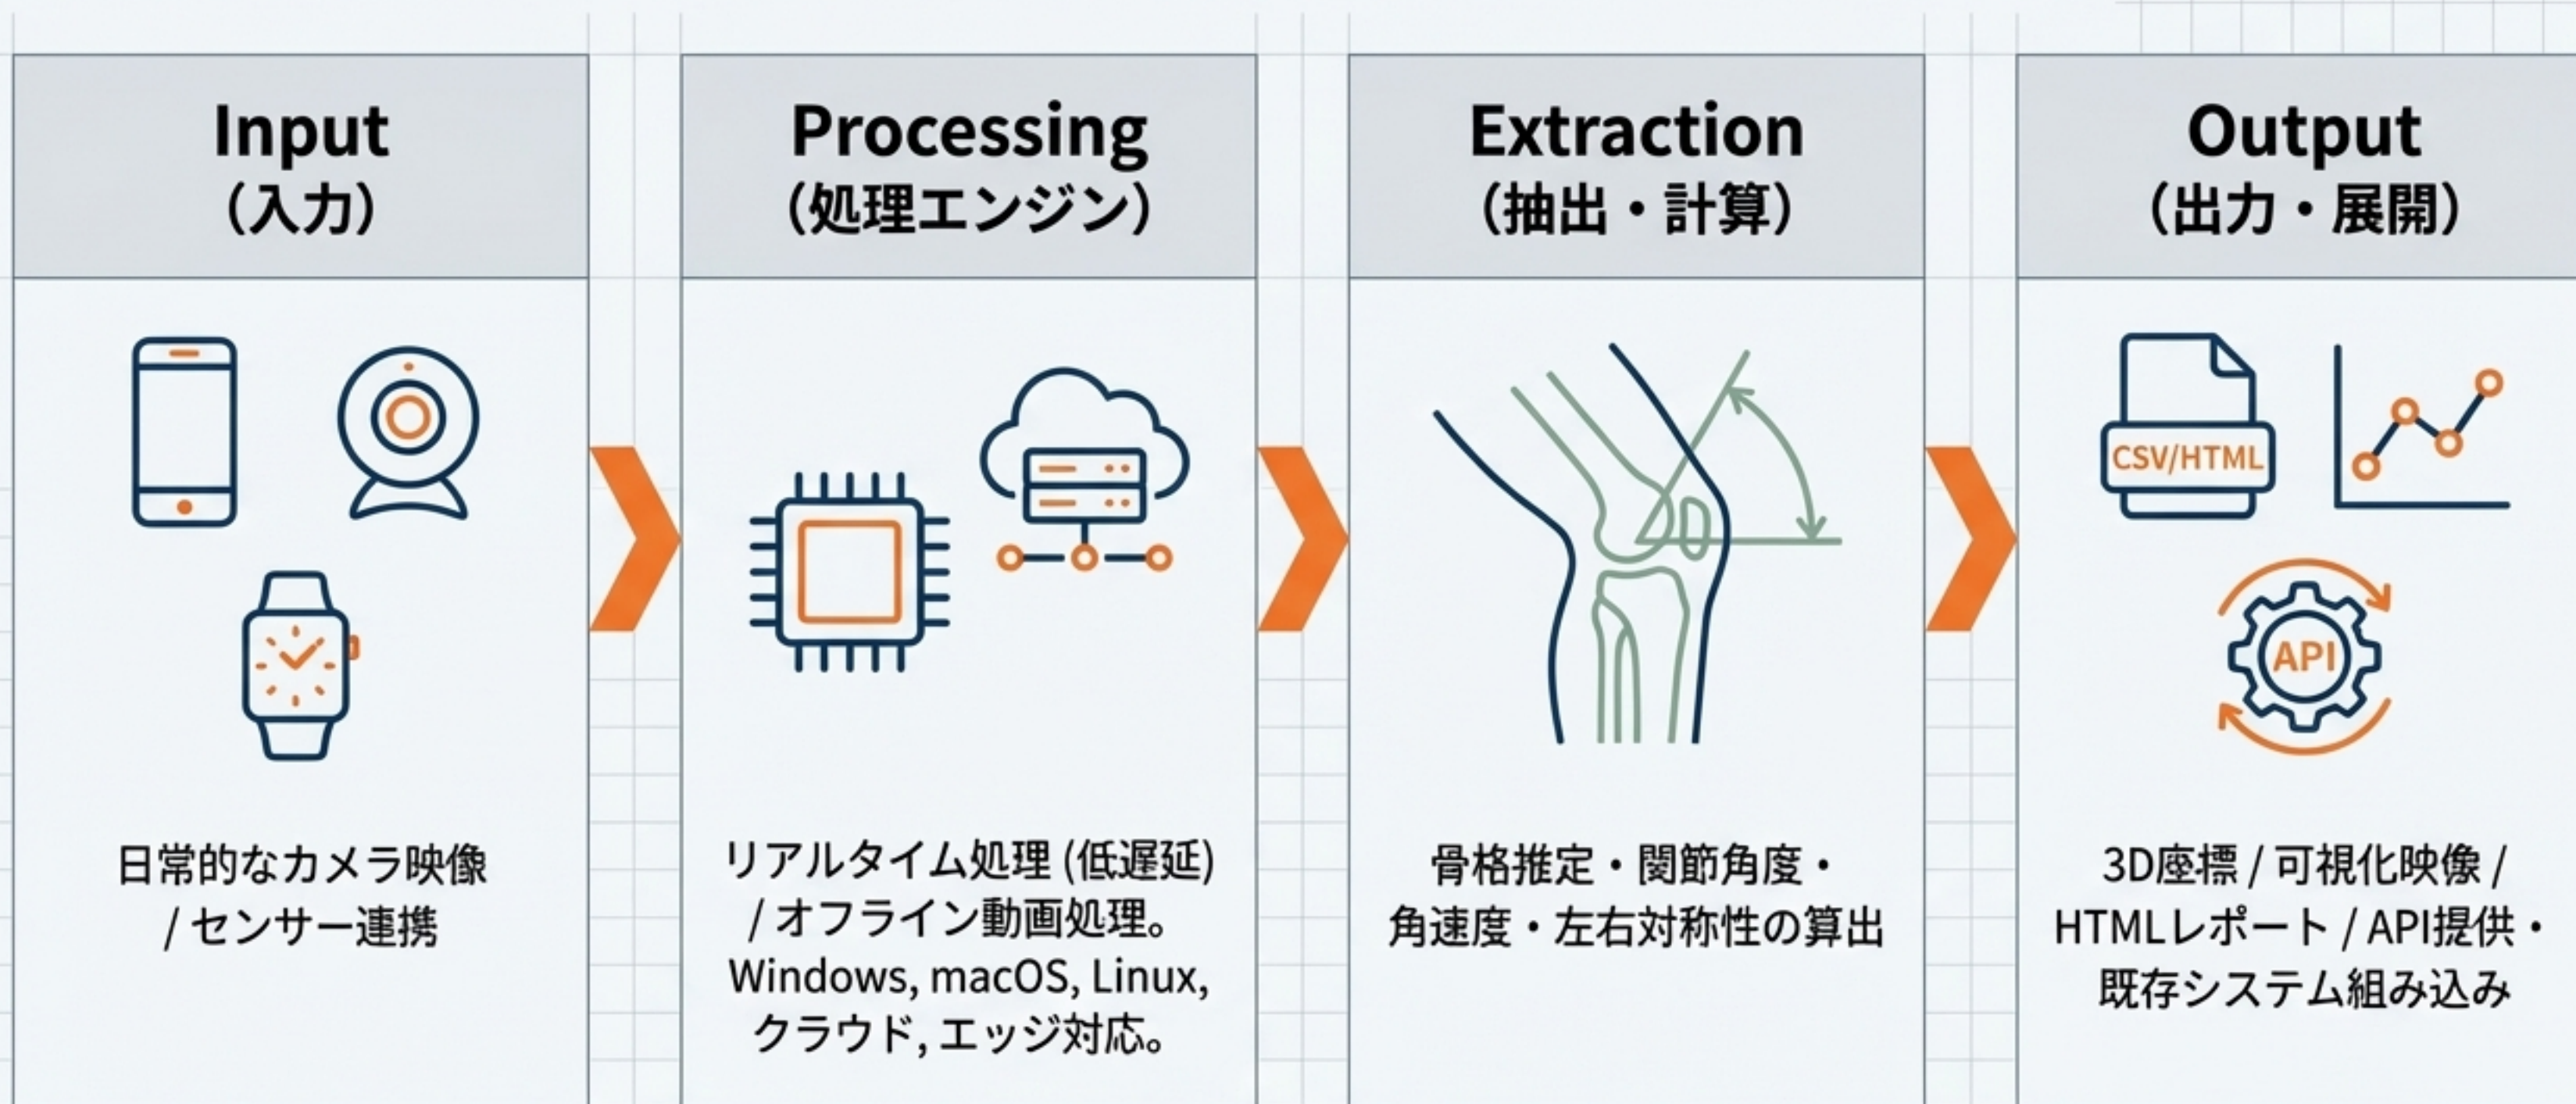 Input
（入力）
日常的なカメラ映像
/ センサー連携
Processing
（処理エンジン）
リアルタイム処理 (低遅延)
/ オフライン動画処理。
Windows, macOS, Linux,
クラウド, エッジ対応。
Extraction
（抽出・計算）
骨格推定・関節角度・
角速度・左右対称性の算出
Output
（出力・展開）
CSV/HTML
API
3D座標 / 可視化映像 /
HTMLレポート / API提供・
既存システム組み込み